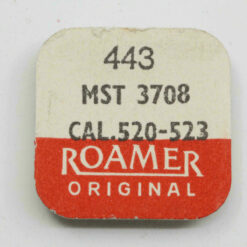 443
MST 3708
CAL.520-523
ROAMER
ORIGINAL